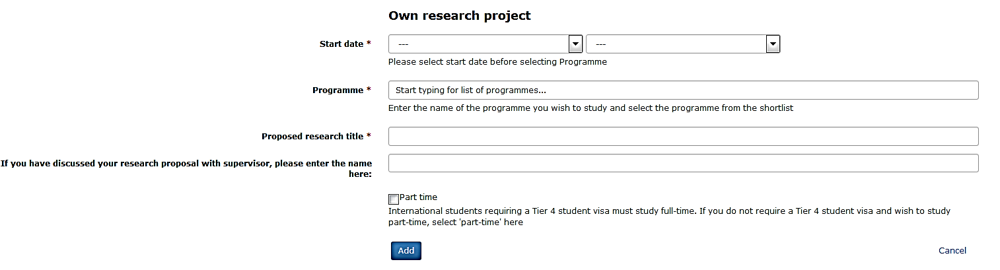 Own research project
Start date *
---
---
Please select start date before selecting Programme
Programme *
Start typing for list of programmes...
Enter the name of the programme you wish to study and select the programme from the shortlist
Proposed research title *
If you have discussed your research proposal with supervisor, please enter the name
here:
Part time
International students requiring a Tier 4 student visa must study full-time. If you do not require a Tier 4 student visa and wish to study
part-time, select 'part-time' here
Add
Cancel